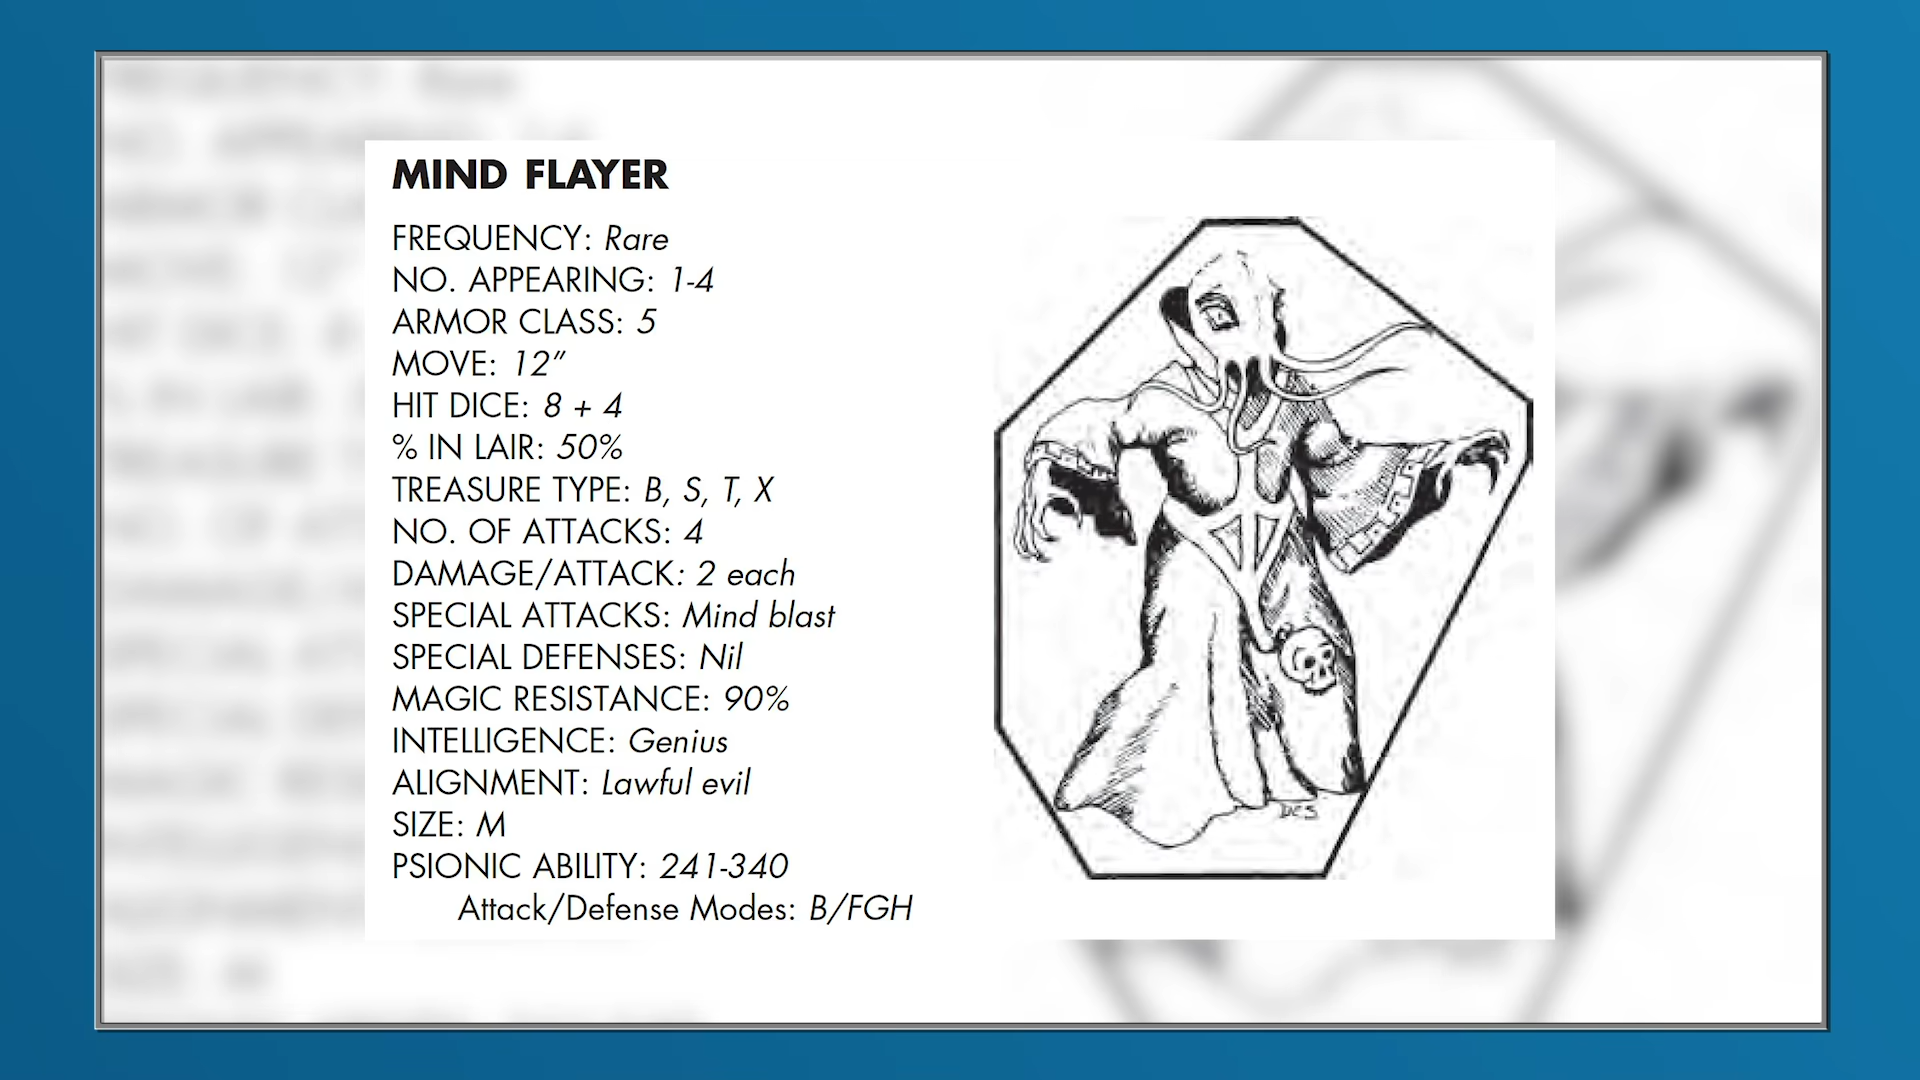 MIND FLAYER
FREQUENCY: Rare
NO. APPEARING: 1-4
ARMOR CLASS: 5
MOVE: 12″
HIT DICE: 8 + 4
% IN LAIR: 50%
TREASURE TYPE: B, S, T, X
NO. OF ATTACKS: 4
DAMAGE/ATTACK: 2 each
SPECIAL ATTACKS: Mind blast
SPECIAL DEFENSES: Nil
MAGIC RESISTANCE: 90%
INTELLIGENCE: Genius
ALIGNMENT: Lawful evil
SIZE: M
PSIONIC ABILITY: 241-340
Attack/Defense Modes: B/FGH
DCS